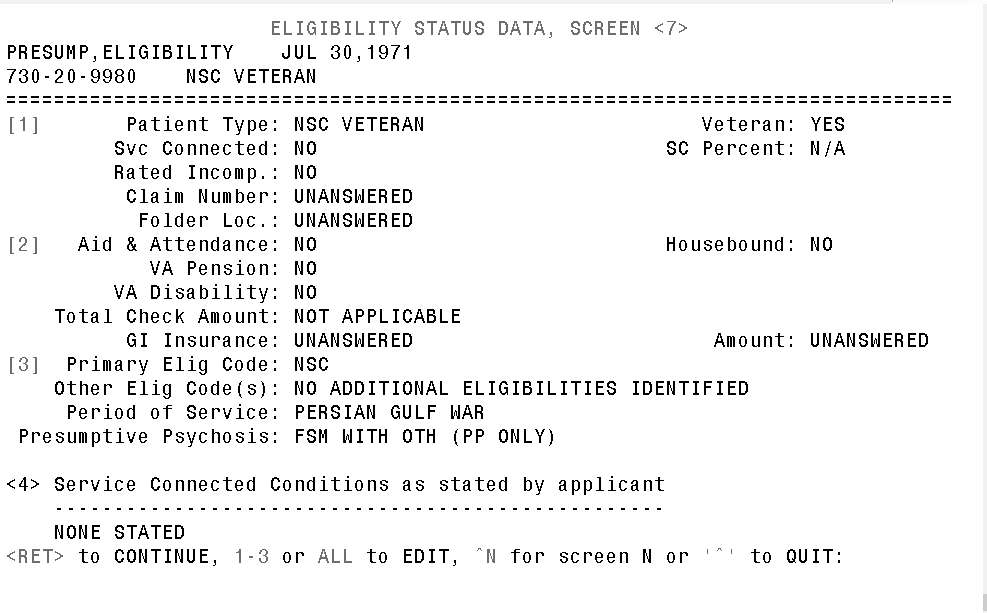 ELIGIBILITY STATUS DATA, SCREEN <7>
PRESUMP,ELIGIBILITY    JUL 30,1971
730-20-9980    NSC VETERAN
===============================================================================
[1]       Patient Type: NSC VETERAN                       Veteran: YES
Svc Connected: NO                             SC Percent: N/A
Rated Incomp.: NO
Claim Number: UNANSWERED
Folder Loc.: UNANSWERED
[2]   Aid & Attendance: NO                            Housebound: NO
VA Pension: NO
VA Disability: NO
Total Check Amount: NOT APPLICABLE
GI Insurance: UNANSWERED                         Amount: UNANSWERED
[3]  Primary Elig Code: NSC
Other Elig Code(s): NO ADDITIONAL ELIGIBILITIES IDENTIFIED
Period of Service: PERSIAN GULF WAR
Presumptive Psychosis: FSM WITH OTH (PP ONLY)
<4> Service Connected Conditions as stated by applicant
---------------------------------------------------
NONE STATED
<RET> to CONTINUE, 1-3 or ALL to EDIT, ^N for screen N or '^' to QUIT: